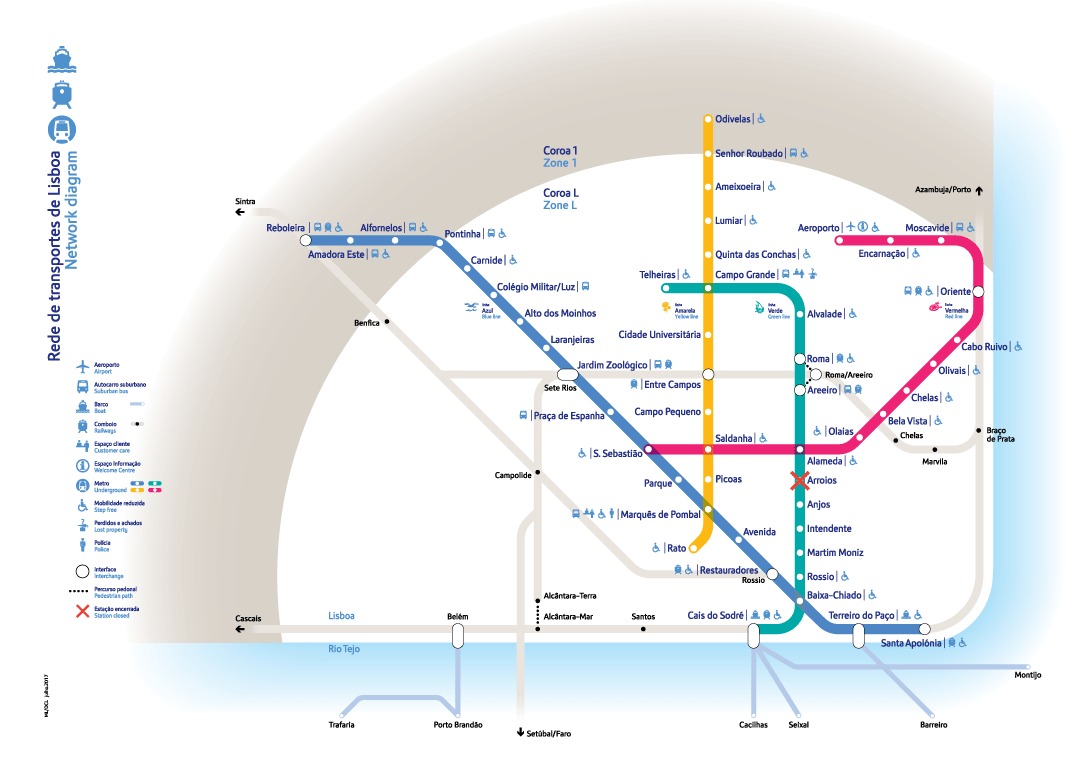 Rede de transportes de Lisboa
Network diagram
Coroa 1
Zone 1
Coroa L
Zone L
Odivelas
Senhor Roubado
Ameixoeira
Lumiar
Quinta das Conchas
Campo Grande
Telheiras
Cidade Universitária
Entre Campos
Campo Pequeno
Saldanha
Picoas
Marquês de Pombal
Rato
linha
Amarela
Yellow line
linha
Verde
Green line
linha
Azul
Blue line
linha
Vermelha
Red line
Sintra
Reboleira
Amadora Este
Alfornelos
Pontinha
Carnide
Colégio Militar/Luz
Alto dos Moinhos
Laranjeiras
Jardim Zoológico
Sete Rios
Praça de Espanha
S. Sebastião
Parque
Avenida
Restauradores
Rossio
Baixa-Chiado
Terreiro do Paço
Santa Apolónia
Benfica
Campolide
Alvalade
Roma
Roma/Areeiro
Areeiro
Alameda
Arroios
Anjos
Intendente
Martim Moniz
Rossio
Cais do Sodré
Azambuja/Porto
Aeroporto
Encarnação
Moscavide
Oriente
Cabo Ruivo
Olivais
Chelas
Bela Vista
Olaias
Chelas
Marvila
Braço
de Prata
Alcântara-Terra
Alcântara-Mar
Santos
Belém
Cascais
Lisboa
Rio Tejo
Trafaria
Porto Brandão
Setúbal/Faro
Cacilhas
Seixal
Barreiro
Montijo
Aeroporto
Airport
Autocarro suburbano
Suburban bus
Barco
Boat
Comboio
Railways
Espaço cliente
Customer care
Espaço Informação
Welcome Centre
Metro
Underground
Mobilidade reduzida
Step free
Perdidos e achados
Lost property
Polícia
Police
Interface
Interchange
Percurso pedonal
Pedestrian path
Estação encerrada
Station closed
ML/DCL julho.2017